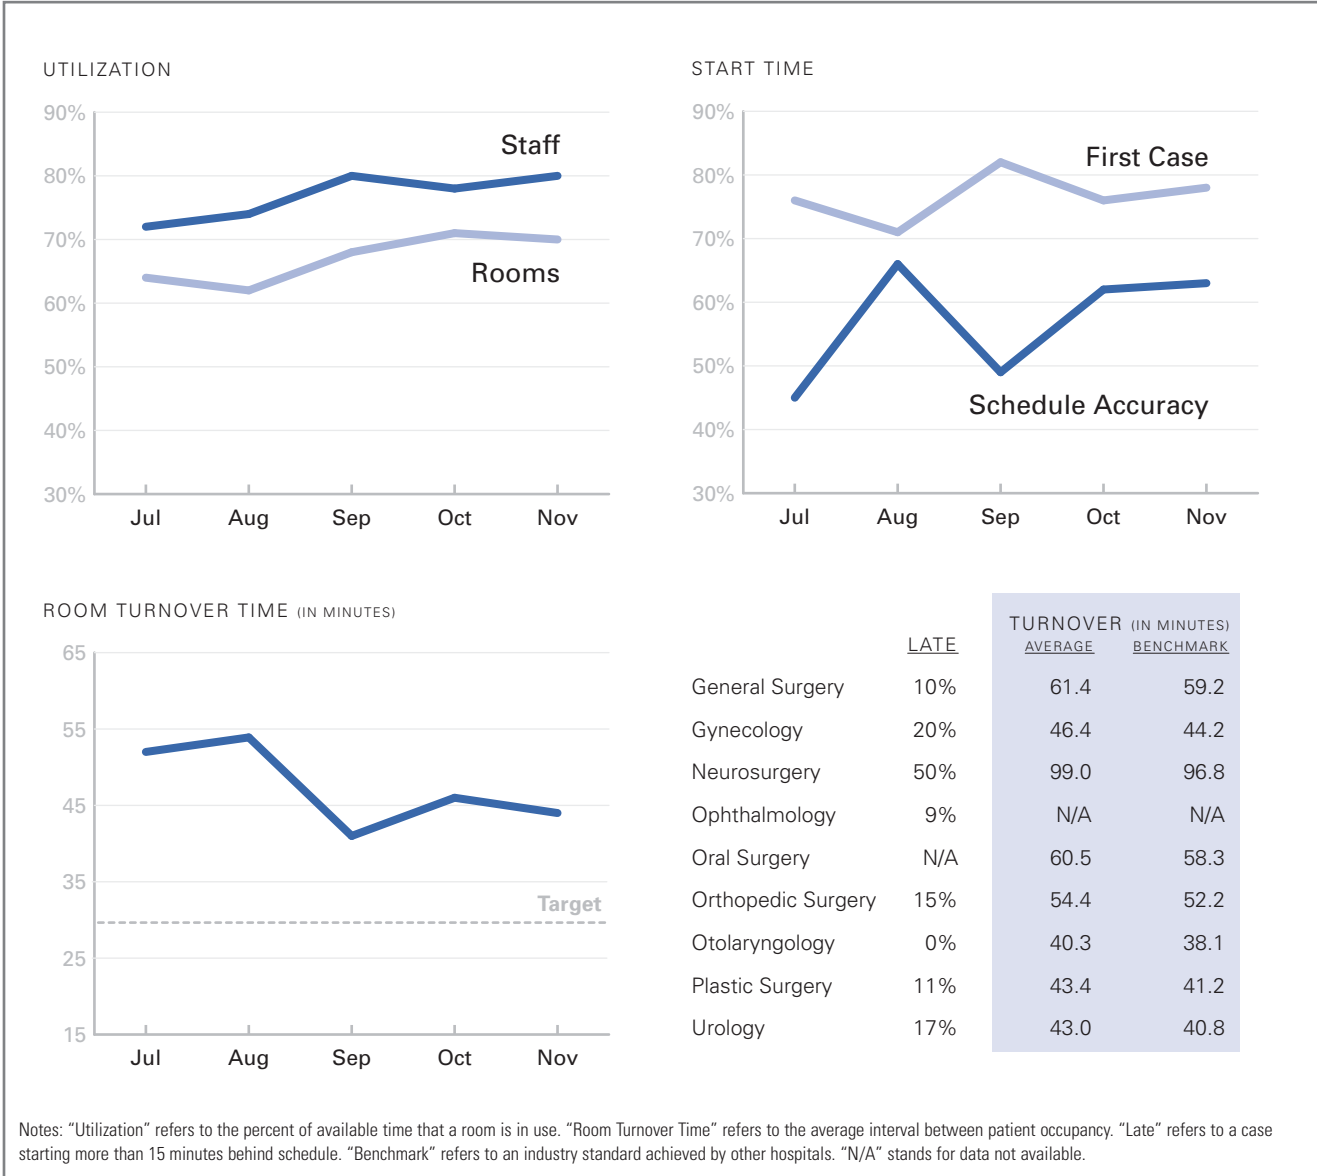 UTILIZATION
90%
80%
70%
60%
50%
40%
30%
Staff
Rooms
Jul Aug Sep Oct Nov
START TIME
90%
80%
70%
60%
50%
40%
30%
First Case
Schedule Accuracy
Jul Aug Sep Oct Nov
ROOM TURNOVER TIME (IN MINUTES)
65
55
45
35
25
15
Target
Jul Aug Sep Oct Nov
TURNOVER (IN MINUTES)
LATE AVERAGE BENCHMARK
General Surgery 10% 61.4 59.2
Gynecology 20% 46.4 44.2
Neurosurgery 50% 99.0 96.8
Ophthalmology 9% N/A N/A
Oral Surgery N/A 60.5 58.3
Orthopedic Surgery 15% 54.4 52.2
Otolaryngology 0% 40.3 38.1
Plastic Surgery 11% 43.4 41.2
Urology 17% 43.0 40.8
Notes: “Utilization” refers to the percent of available time that a room is in use. “Room Turnover Time” refers to the average interval between patient occupancy. “Late” refers to a case
starting more than 15 minutes behind schedule. “Benchmark” refers to an industry standard achieved by other hospitals. “N/A” stands for data not available.